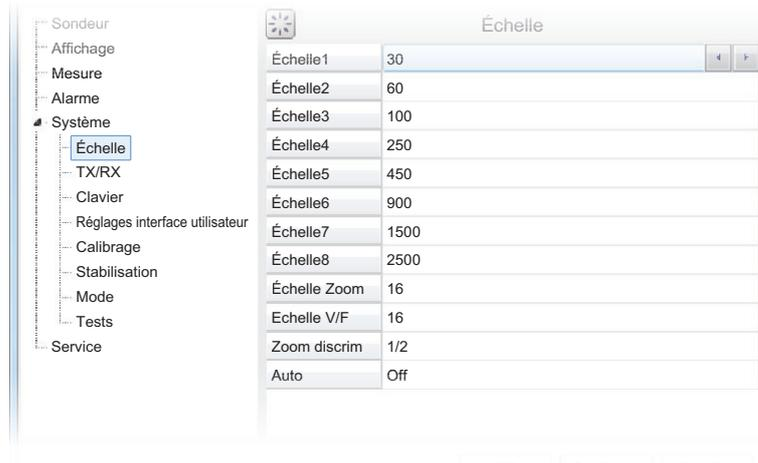 Sondeur
Affichage
Mesure
Alarme
Système
Échelle
TX/RX
Clavier
Réglages interface utilisateur
Calibrage
Stabilisation
Mode
Tests
Service
Échelle
Échelle1 30
Échelle2 60
Échelle3 100
Échelle4 250
Échelle5 450
Échelle6 900
Échelle7 1500
Échelle8 2500
Échelle Zoom 16
Echelle V/F 16
Zoom discrim 1/2
Auto Off